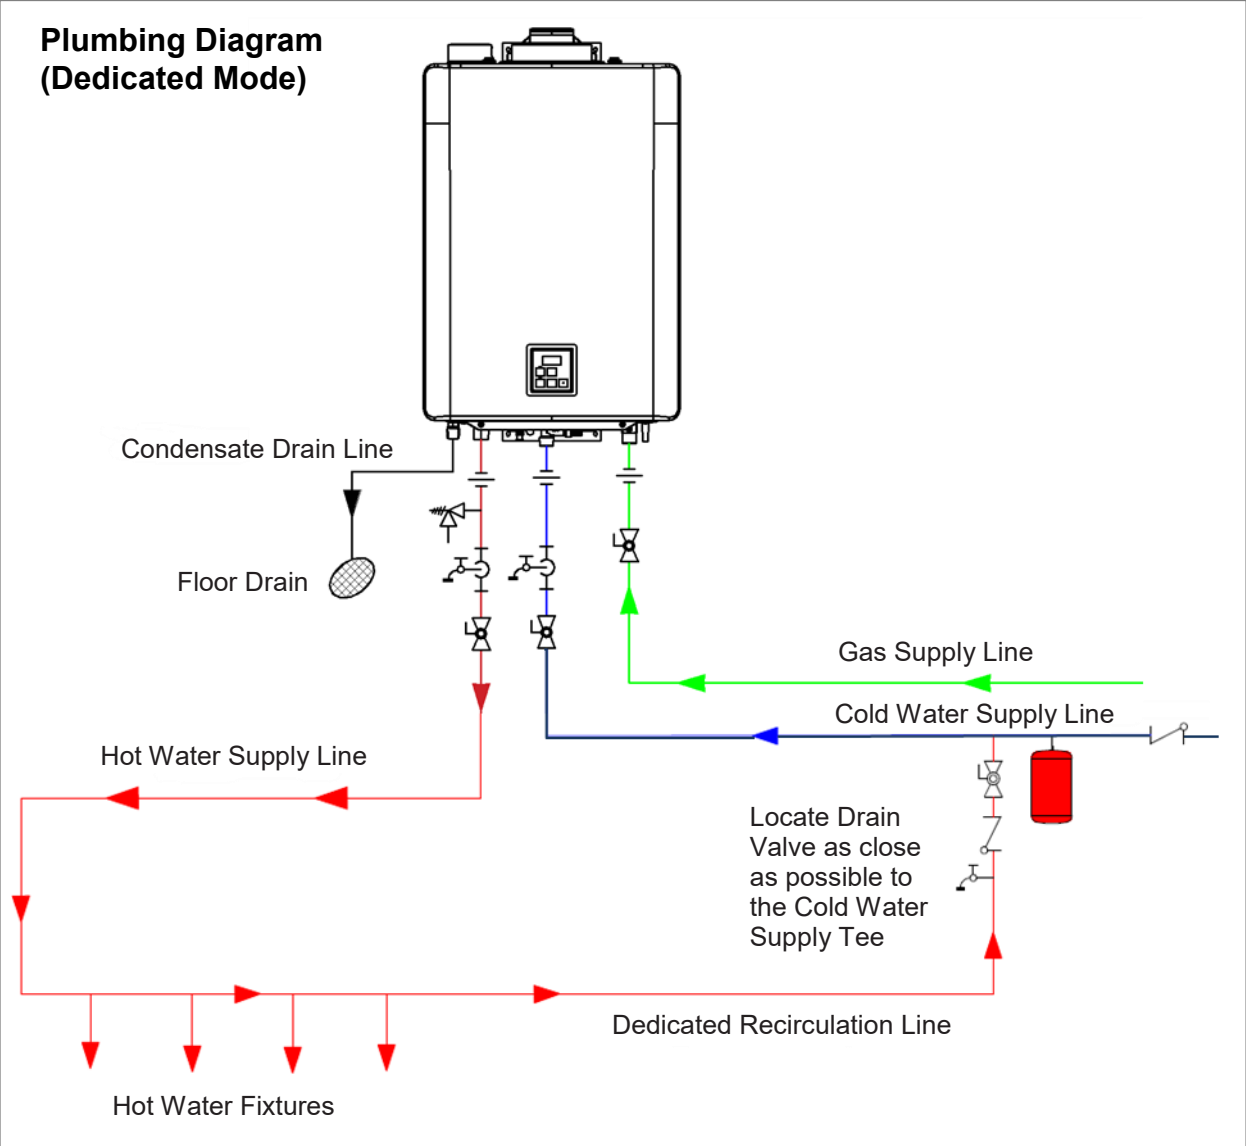 Plumbing Diagram
(Dedicated Mode)
Condensate Drain Line
Floor Drain
Gas Supply Line
Cold Water Supply Line
Hot Water Supply Line
Locate Drain
Valve as close
as possible to
the Cold Water
Supply Tee
Dedicated Recirculation Line
Hot Water Fixtures